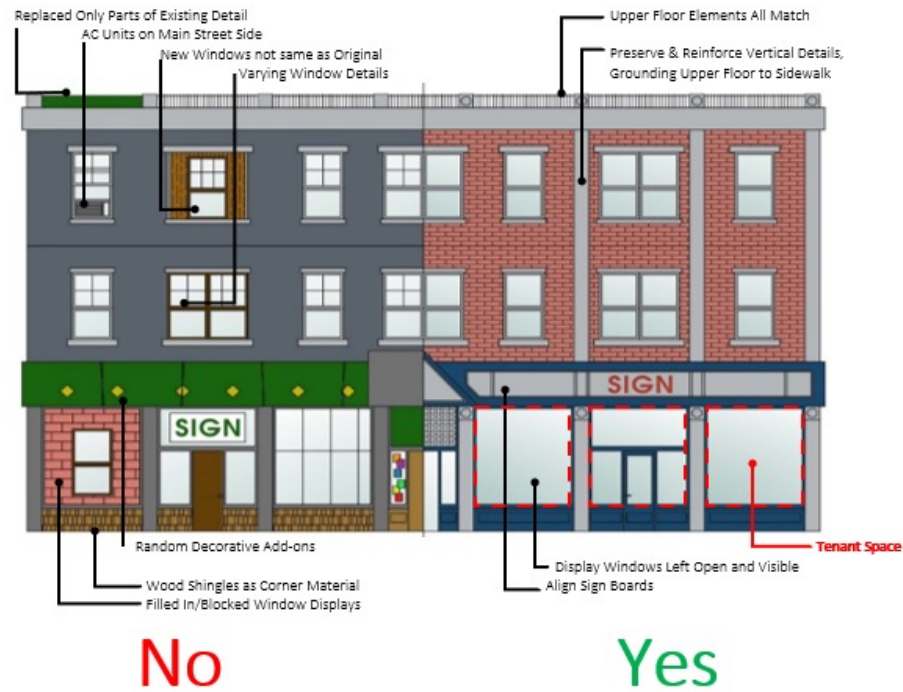 Replaced Only Parts of Existing Detail
AC Units on Main Street Side
New Windows not same as Original
Varying Window Details
Upper Floor Elements All Match
Preserve & Reinforce Vertical Details,
Grounding Upper Floor to Sidewalk
SIGN
SIGN
Random Decorative Add-ons
Wood Shingles as Corner Material
Filled In/Blocked Window Displays
Tenant Space
Display Windows Left Open and Visible
Align Sign Boards
No
Yes